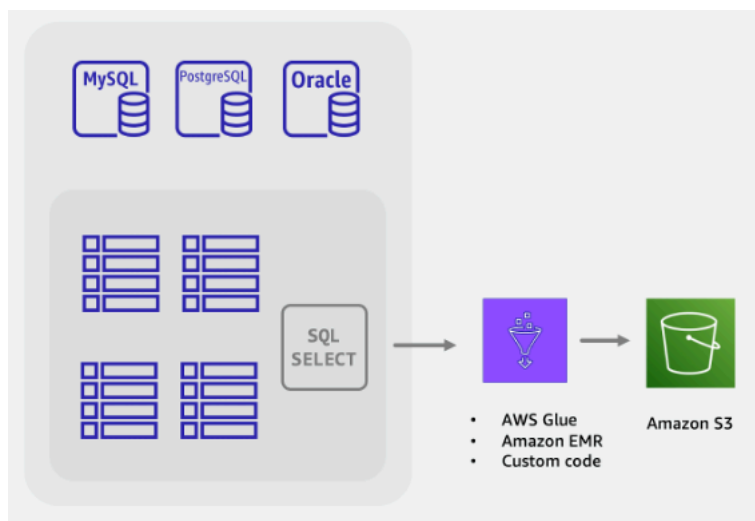 MySQL
PostgreSQL
Oracle
SQL
SELECT
• AWS Glue
• Amazon EMR
• Custom code
Amazon S3